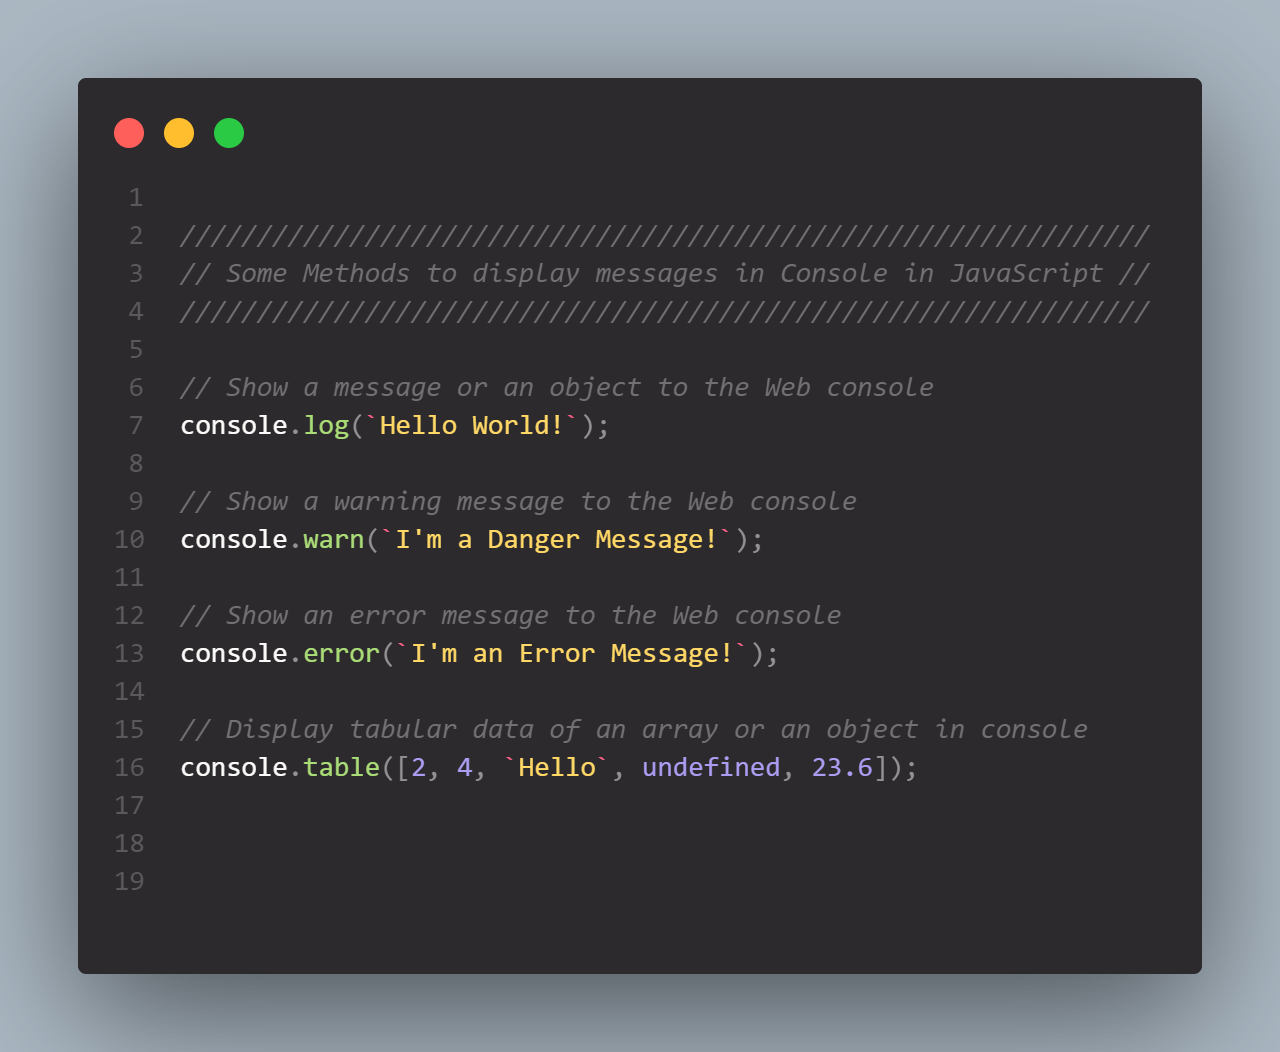 1
2 ///////////////////////////////////////////////////////////////
3 // Some Methods to display messages in Console in JavaScript //
4 ///////////////////////////////////////////////////////////////
5
6 // Show a message or an object to the Web console
7 console.log(`Hello World!`);
8
9 // Show a warning message to the Web console
10 console.warn(`I'm a Danger Message!`);
11
12 // Show an error message to the Web console
13 console.error(`I'm an Error Message!`);
14
15 // Display tabular data of an array or an object in console
16 console.table([2, 4, `Hello`, undefined, 23.6]);
17
18
19